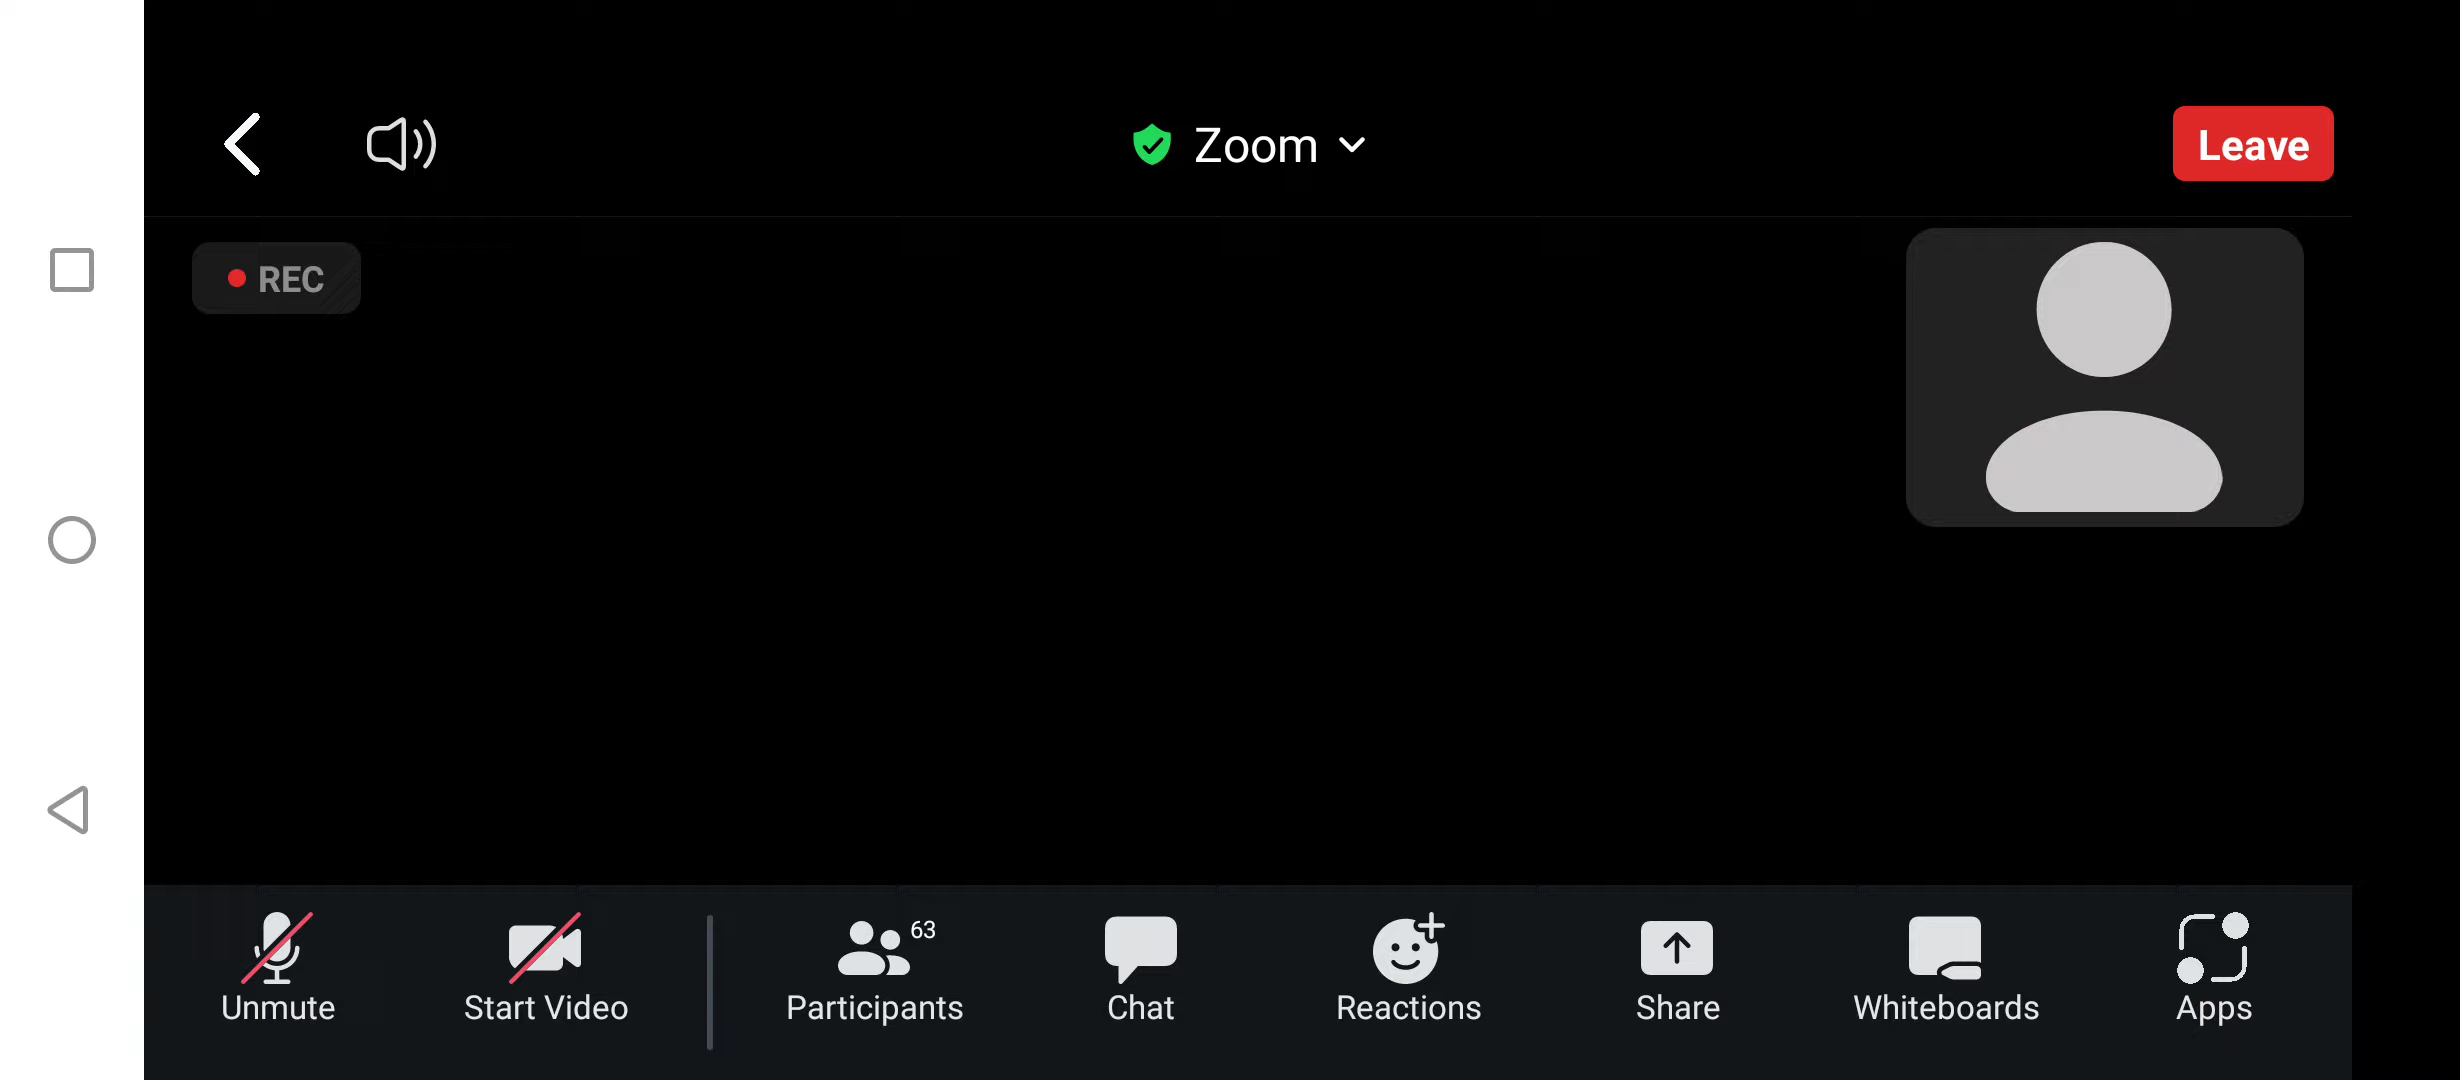 Zoom
Leave
REC
63
Unmute
Start Video
Participants
Chat
Reactions
Share
Whiteboards
Apps